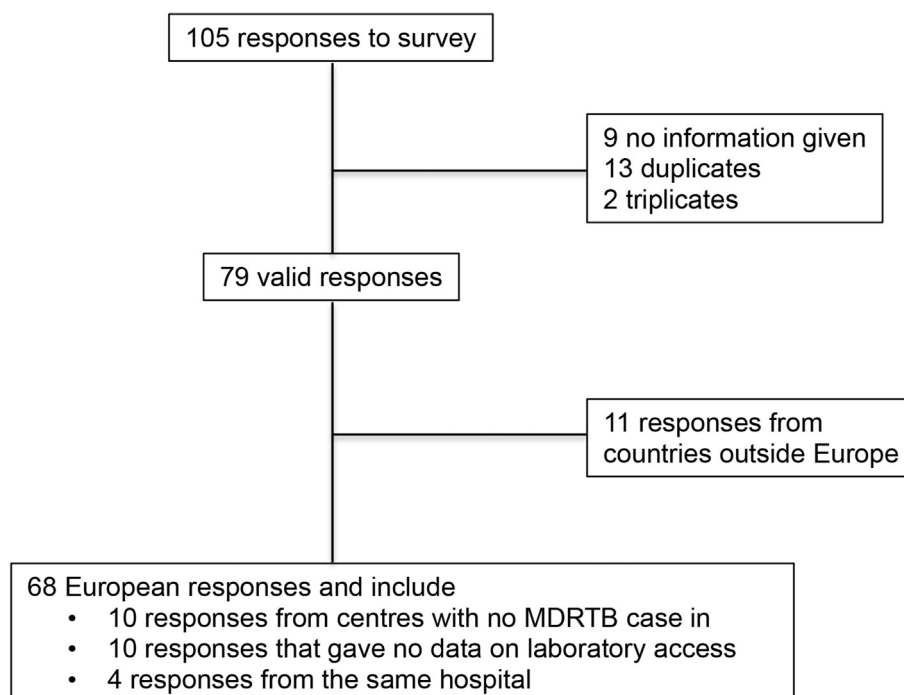 105 responses to survey
9 no information given
13 duplicates
2 triplicates
79 valid responses
11 responses from
countries outside Europe
68 European responses and include
• 10 responses from centres with no MDRTB case in
• 10 responses that gave no data on laboratory access
• 4 responses from the same hospital